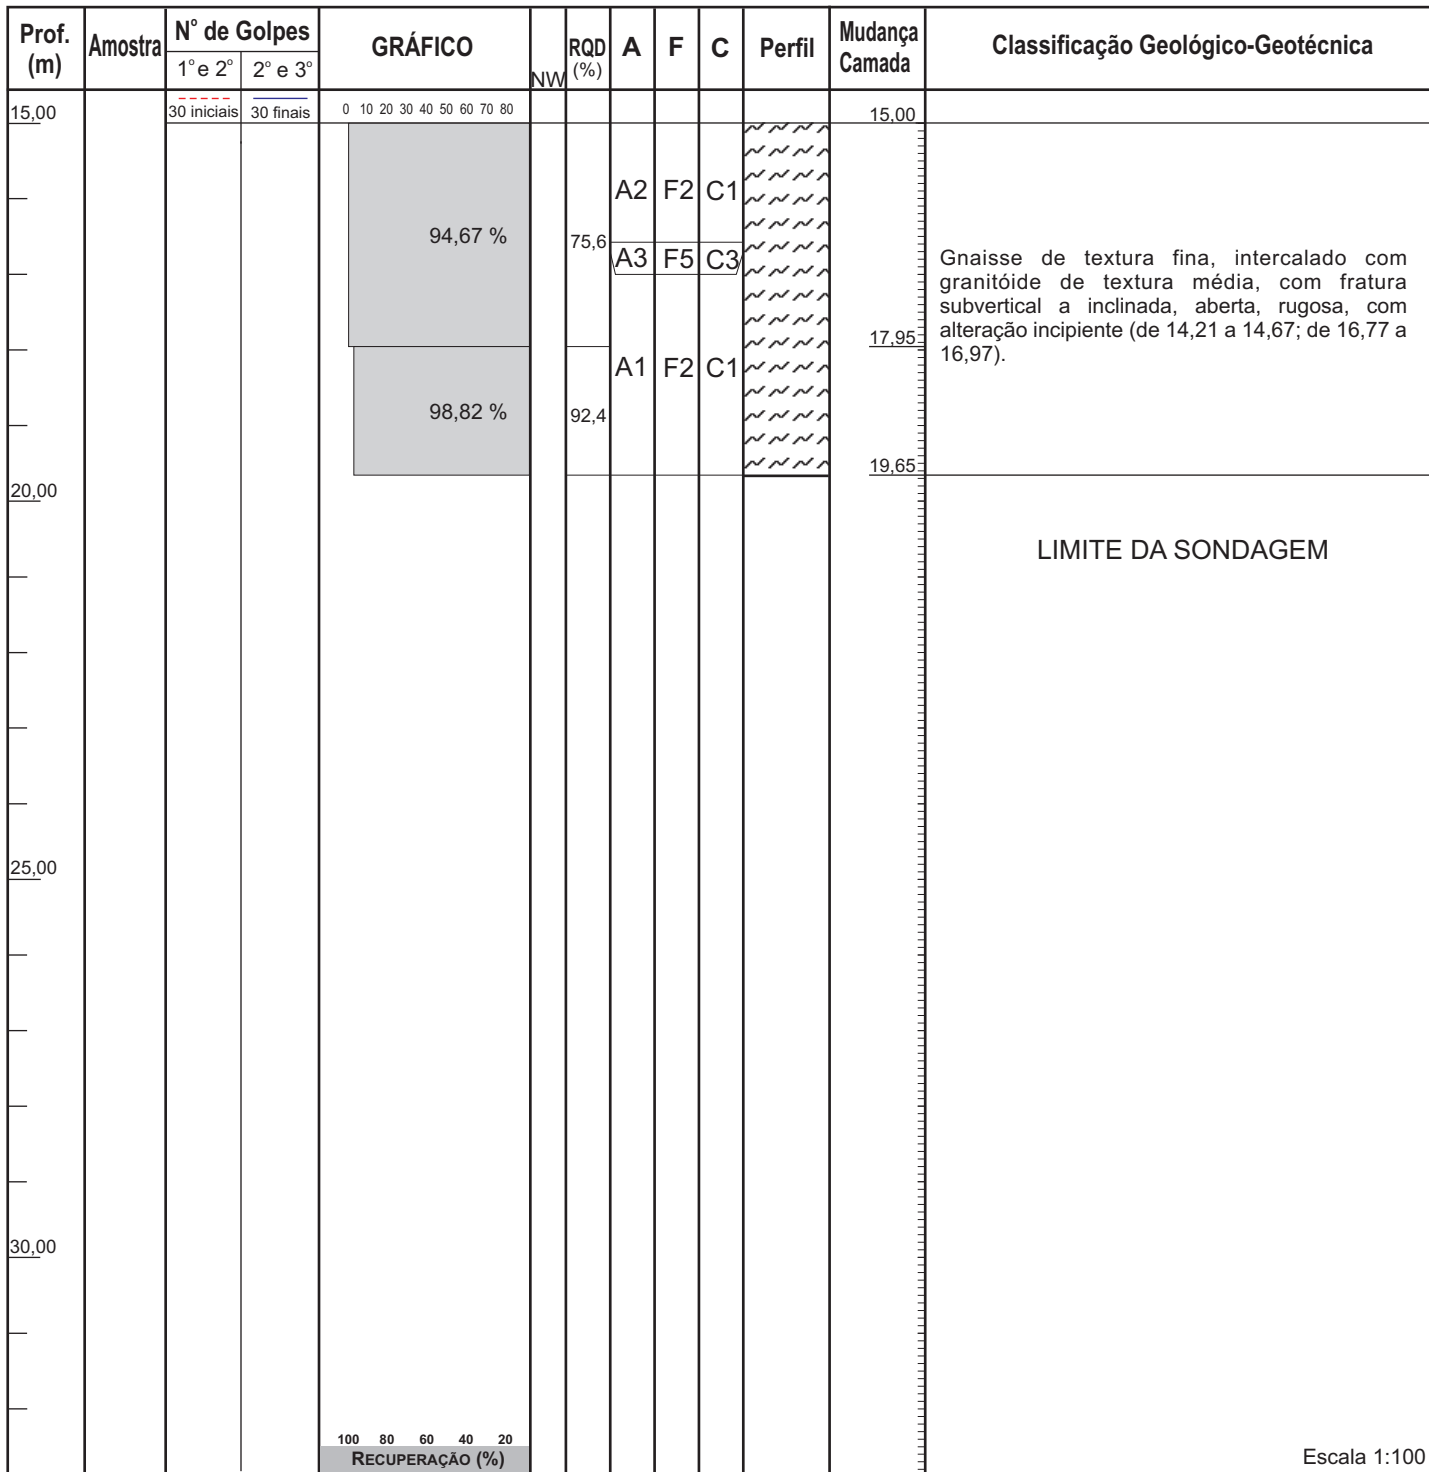 Prof. (m) Amostra N° de Golpes GRÁFICO NW RQD (%) A F C Perfil Mudança Camada Classificação Geológico-Geotécnica
1° e 2° 2° e 3°
30 iniciais 30 finais 0 10 20 30 40 50 60 70 80
15,00 15,00
A2 F2 C1
94,67 % 75,6
A3 F5 C3
Gnaisse de textura fina, intercalado com
granitóide de textura média, com fratura
subvertical a inclinada, aberta, rugosa, com
alteração incipiente (de 14,21 a 14,67; de 16,77 a
16,97).
17,95
A1 F2 C1
98,82 % 92,4
19,65
20,00
LIMITE DA SONDAGEM
25,00
30,00
100 80 60 40 20
RECUPERAÇÃO (%)
Escala 1:100